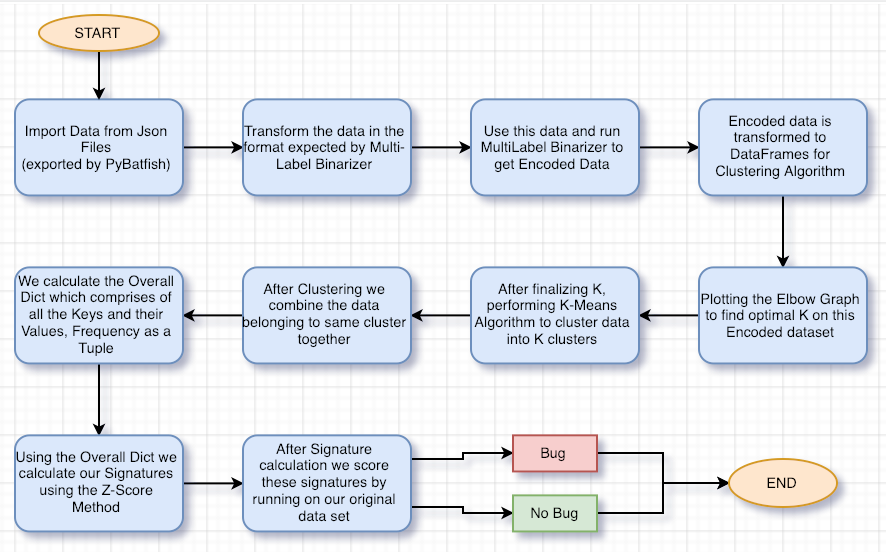 START
Import Data from Json
Files
(exported by PyBatfish)
Transform the data in the
format expected by Multi-
Label Binarizer
Use this data and run
MultiLabel Binarizer to
get Encoded Data
Encoded data is
transformed to
DataFrames for
Clustering Algorithm
Plotting the Elbow Graph
to find optimal K on this
Encoded dataset
After finalizing K,
performing K-Means
Algorithm to cluster data
into K clusters
After Clustering we
combine the data
belonging to same cluster
together
We calculate the Overall
Dict which comprises of
all the Keys and their
Values, Frequency as a
Tuple
Using the Overall Dict we
calculate our Signatures
using the Z-Score
Method
After Signature
calculation we score
these signatures by
running on our original
data set
Bug
No Bug
END